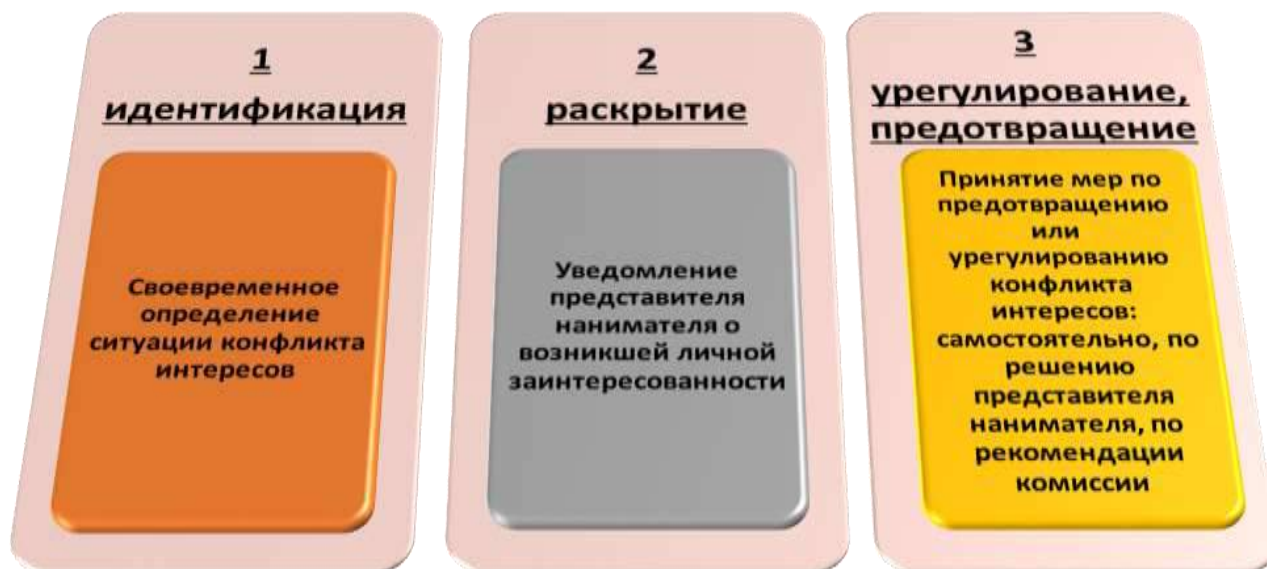 1
идентификация
Своевременное
определение
ситуации конфликта
интересов
2
раскрытие
Уведомление
представителя
нанимателя о
возникшей личной
заинтересованности
3
урегулирование,
предотвращение
Принятие мер по
предотвращению
или
урегулированию
конфликта
интересов:
самостоятельно, по
решению
представителя
нанимателя, по
рекомендации
комиссии